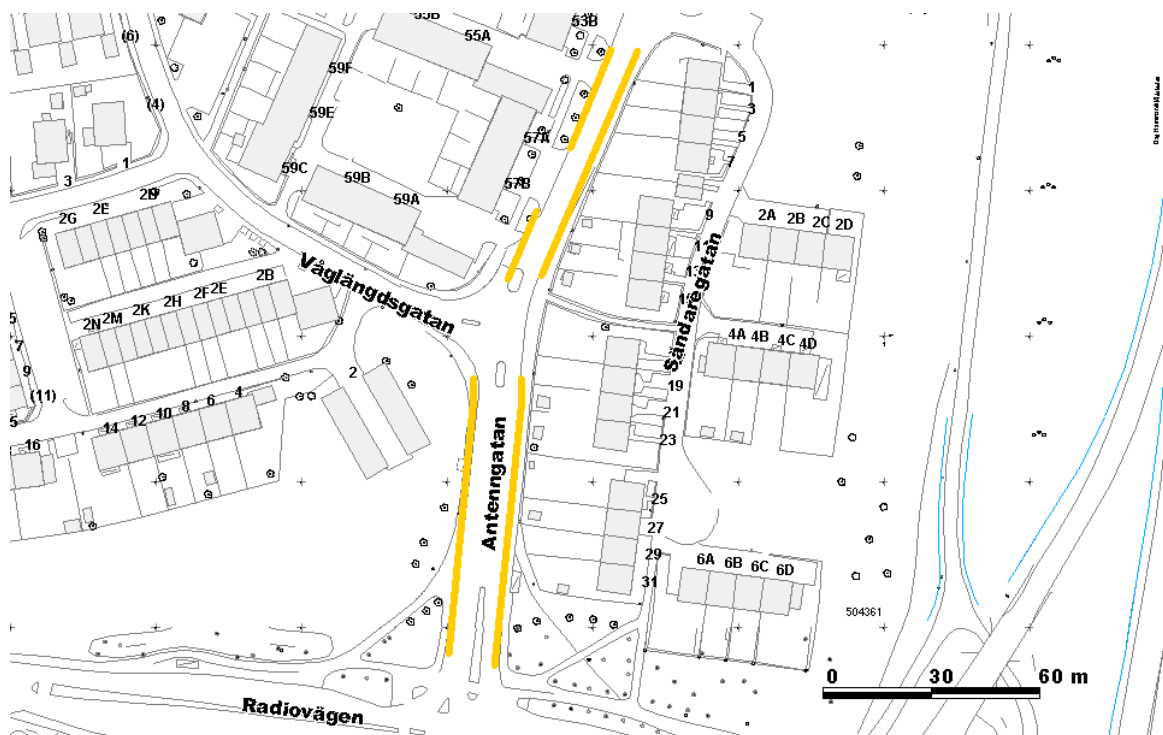 55B
53B
55A
(6)
59F
(4)
59E
57A
1
3
5
7
59C
59B
59A
57B
1
3
2G
2E
2D
9
9
2A
2B
2C
2D
Våglängdsgatan
Sändaregatan
2B
2E
2F
2H
2K
2M
2N
5
7
9
(11)
5
2
4A
4B
4C
4D
19
21
23
4
6
8
10
12
14
16
Antenngatan
25
27
29
31
6A
6B
6C
6D
504361
0 30 60 m
Radiovägen